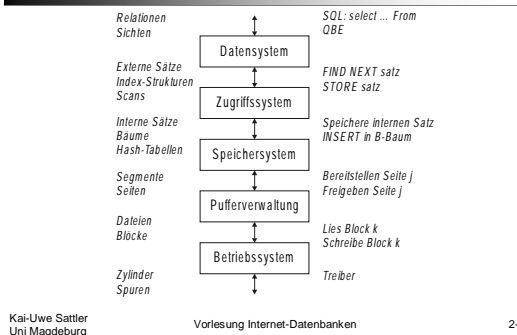 Relationen
Sichten
SQL: select ... From
QBE
Datensystem
Externe Sätze
Index-Strukturen
Scans
FIND NEXT satz
STORE satz
Zugriffssystem
Interne Sätze
Bäume
Hash-Tabellen
Speichere internen Satz
INSERT in B-Baum
Speichersystem
Segmente
Seiten
Bereitstellen Seite j
Freigeben Seite j
Pufferverwaltung
Dateien
Blöcke
Lies Block k
Schreibe Block k
Betriebssystem
Zylinder
Spuren
Treiber
Kai-Uwe Sattler
Uni Magdeburg
Vorlesung Internet-Datenbanken
2-